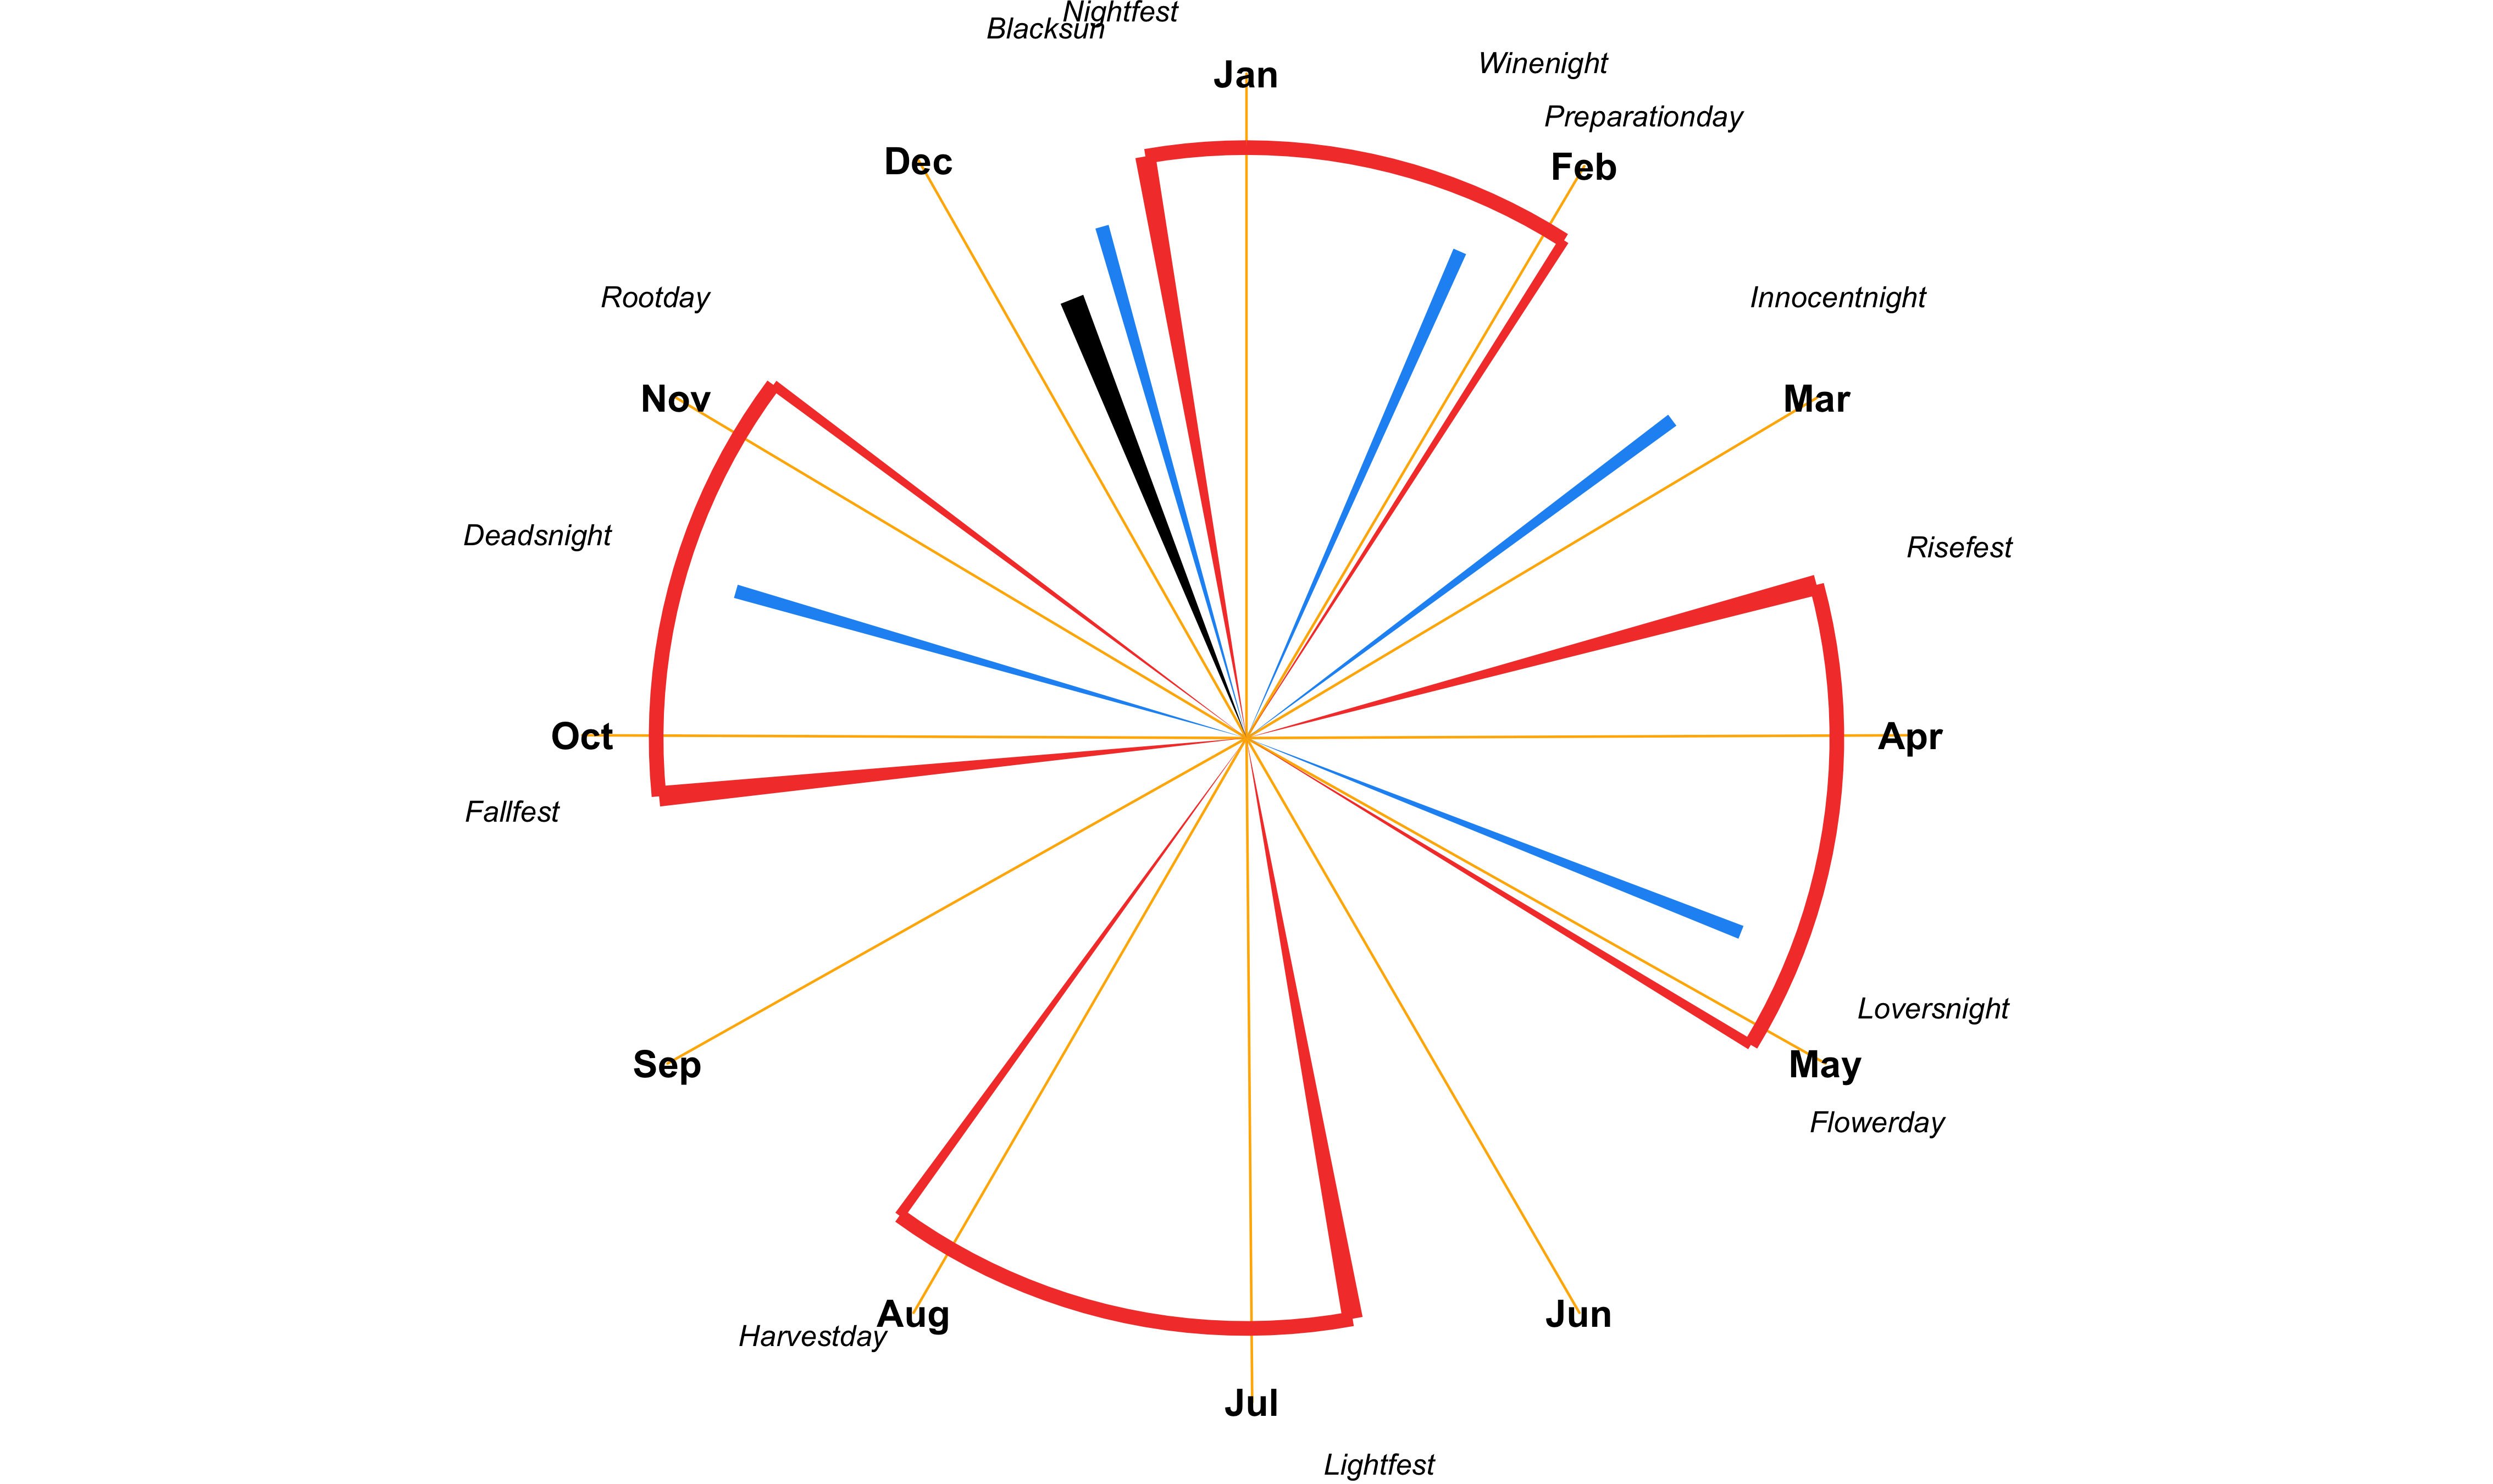 Nightfest
Blacksun
Jan
Winenight
Preparationday
Dec
Feb
Rootday
Innocentnight
Nov
Mar
Deadsnight
Risefest
Oct
Apr
Fallfest
Loversnight
Sep
May
Flowerday
Aug
Jun
Harvestday
Jul
Lightfest